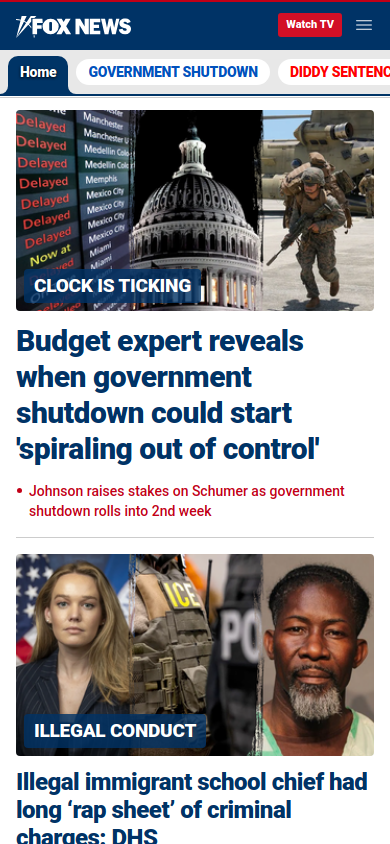 FOX NEWS
Watch TV
Home
GOVERNMENT SHUTDOWN
DIDDY SENTENC
Delayed
Delayed
Delayed
Delayed
Delayed
Delayed
Delayed
Now at
Manchester
Manchester
Medellin Colo
Memphis
Mexico City
Mexico City
Mexico City
Mexico City
Miami
CLOCK IS TICKING
Budget expert reveals
when government
shutdown could start
'spiraling out of control'
• Johnson raises stakes on Schumer as government
shutdown rolls into 2nd week
ICE
PO
ILLEGAL CONDUCT
Illegal immigrant school chief had
long ‘rap sheet’ of criminal
charges: DHS